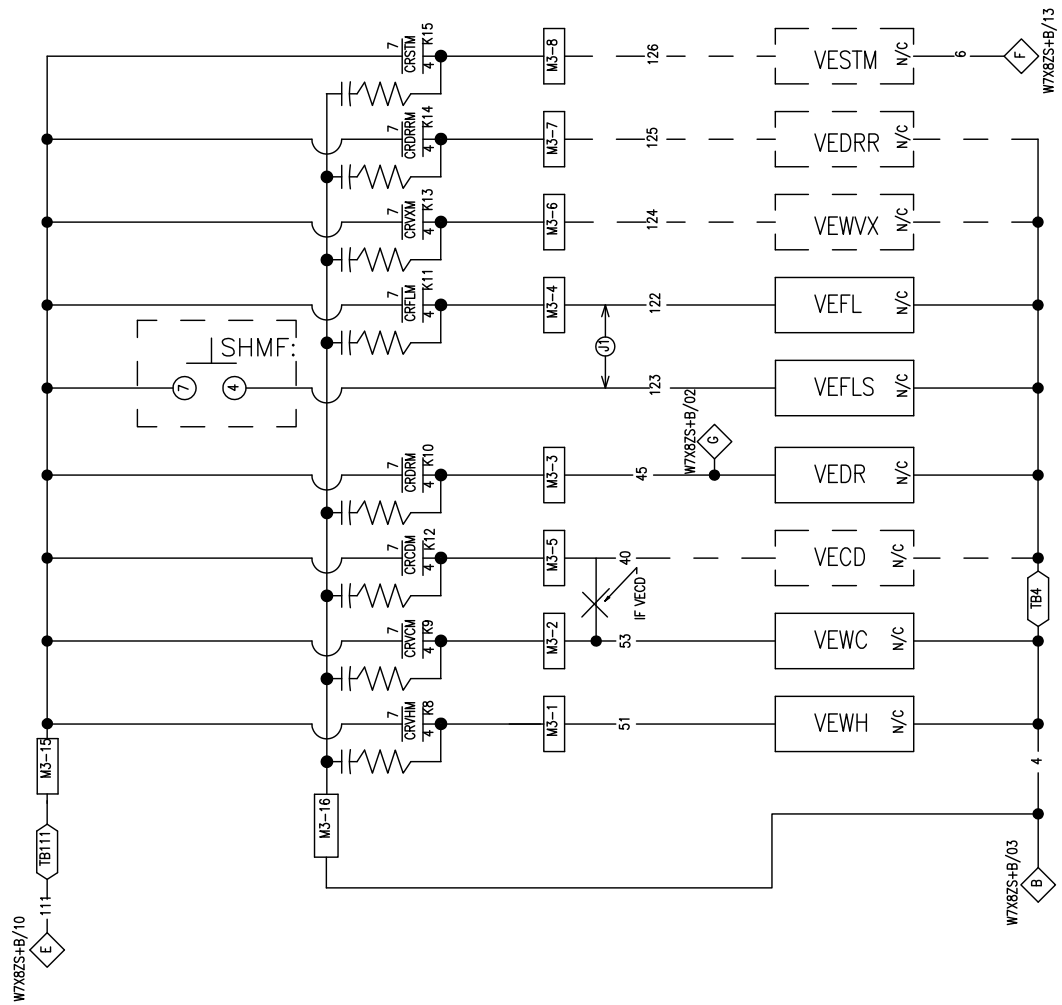 W7X8ZS+B/10
E
111
TB111
M3-15
M3-16
7
CRVHM
4
K8
M3-1
51
VEWH
N/C
7
CRVCM
4
K9
M3-2
53
VEWC
N/C
IF VECD
7
CRCDM
4
K12
M3-5
40
VECD
N/C
7
CRDRM
4
K10
M3-3
45
W7X8ZS+B/02
G
VEDR
N/C
SHMF:
7
4
123
VEFLS
N/C
J1
7
CRFLM
4
K11
M3-4
122
VEFL
N/C
7
CRVXM
4
K13
M3-6
124
VEWVX
N/C
7
CRDRRM
4
K14
M3-7
125
VEDRR
N/C
7
CRSTM
4
K15
M3-8
126
VESTM
N/C
6
F
W7X8ZS+B/13
W7X8ZS+B/03
B
4
TB4